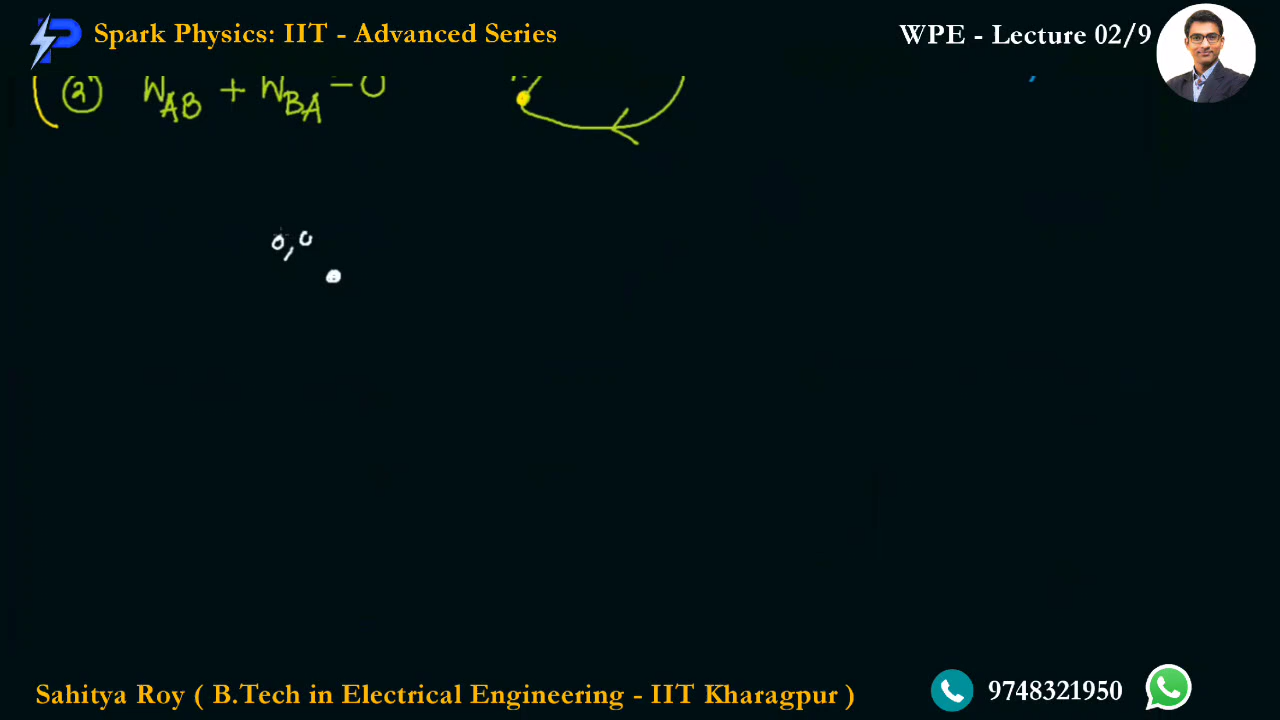 Spark Physics: IIT - Advanced Series
WPE - Lecture 02/9
② W_AB + W_BA = 0
0,0
Sahitya Roy ( B.Tech in Electrical Engineering - IIT Kharagpur )
9748321950